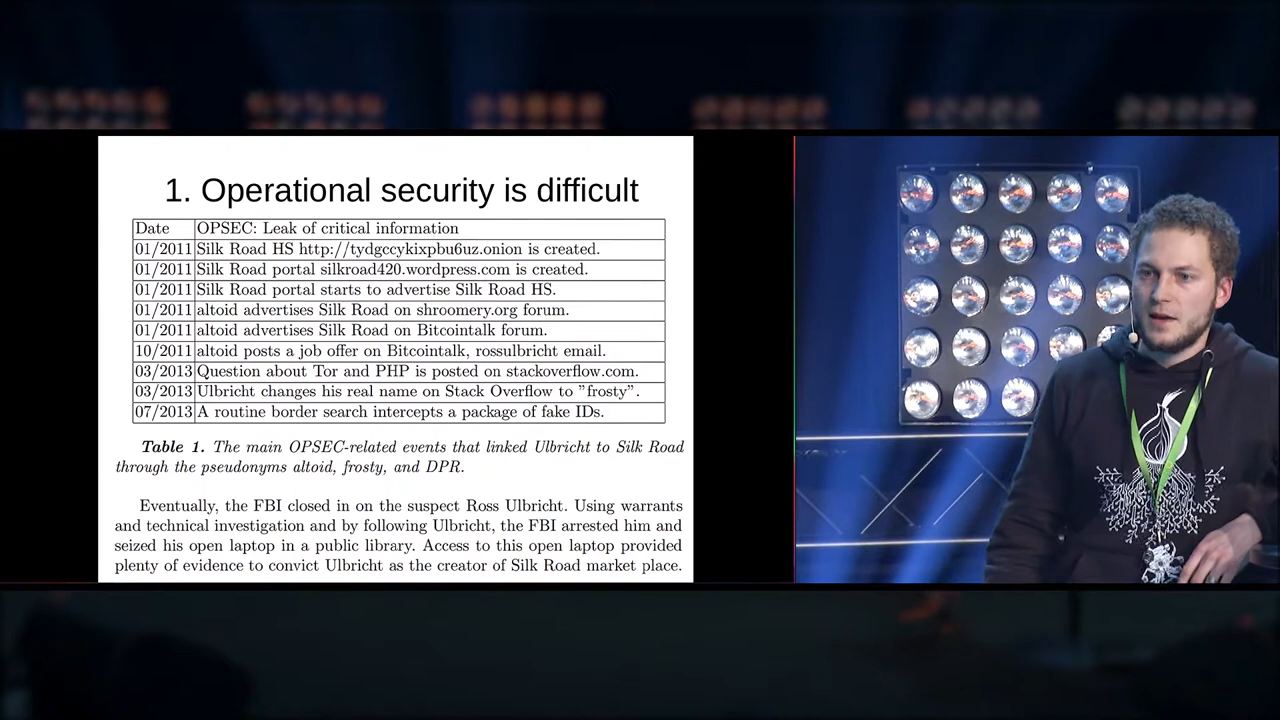 1. Operational security is difficult
Date OPSEC: Leak of critical information
01/2011 Silk Road HS http://tydgccykixpbu6uz.onion is created.
01/2011 Silk Road portal silkroad420.wordpress.com is created.
01/2011 Silk Road portal starts to advertise Silk Road HS.
01/2011 altoid advertises Silk Road on shroomery.org forum.
01/2011 altoid advertises Silk Road on Bitcointalk forum.
10/2011 altoid posts a job offer on Bitcointalk, rossulbricht email.
03/2013 Question about Tor and PHP is posted on stackoverflow.com.
03/2013 Ulbricht changes his real name on Stack Overflow to ”frosty”.
07/2013 A routine border search intercepts a package of fake IDs.
Table 1. The main OPSEC-related events that linked Ulbricht to Silk Road
through the pseudonyms altoid, frosty, and DPR.
Eventually, the FBI closed in on the suspect Ross Ulbricht. Using warrants
and technical investigation and by following Ulbricht, the FBI arrested him and
seized his open laptop in a public library. Access to this open laptop provided
plenty of evidence to convict Ulbricht as the creator of Silk Road market place.